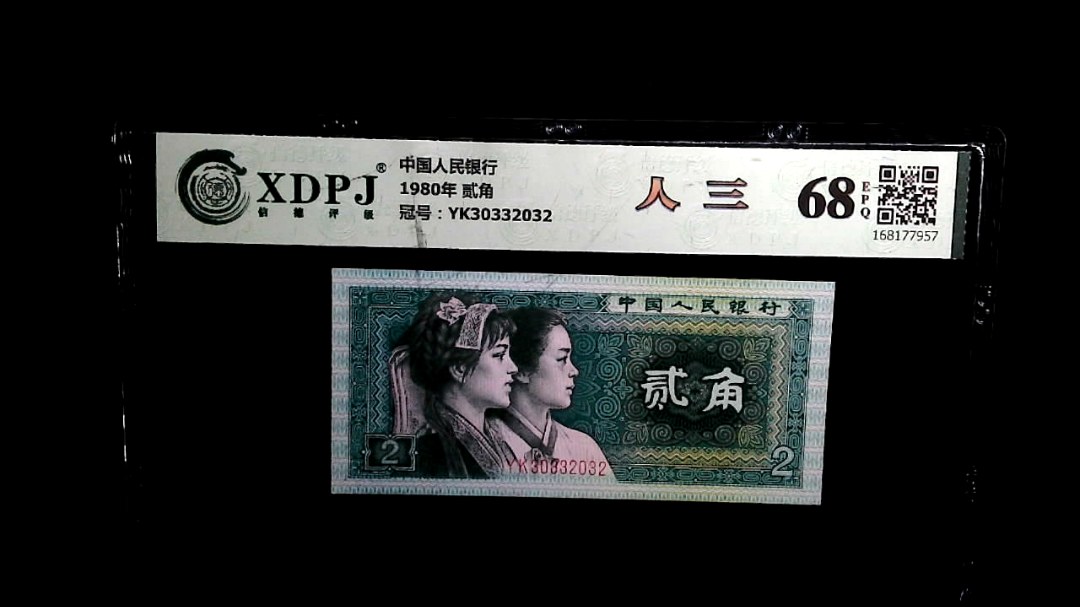 XDPJ®
信雄评级
中国人民银行
1980年 贰角
冠号：YK30332032
人三
68
EPQ
168177957
中国人民银行
贰角
2
YK30332032
2